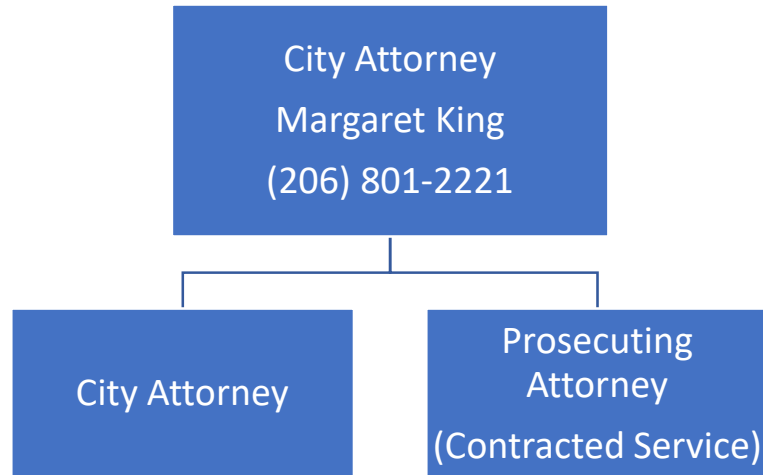 City Attorney
Margaret King
(206) 801-2221
City Attorney
Prosecuting
Attorney
(Contracted Service)